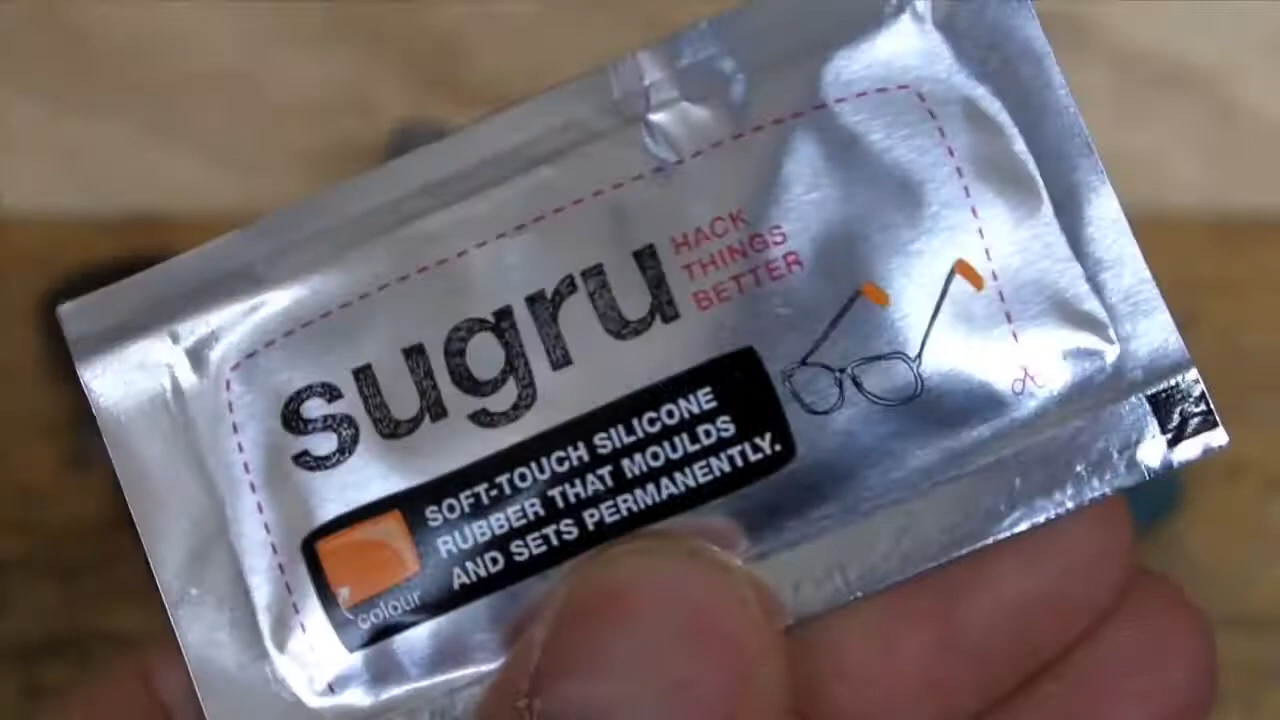 sugru
HACK
THINGS
BETTER
SOFT-TOUCH SILICONE
RUBBER THAT MOULDS
AND SETS PERMANENTLY.
colour